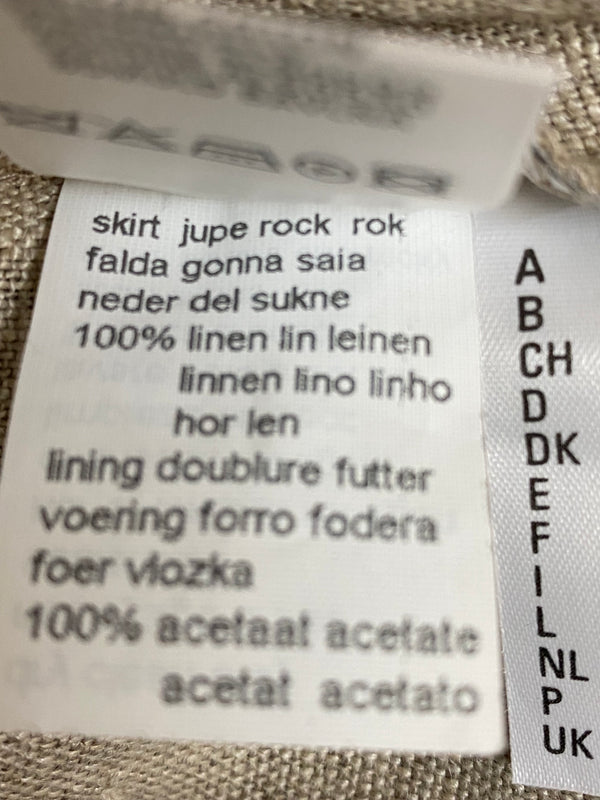 skirt jupe rock rok
falda gonna saia
neder del sukne
100% linen lin leinen
linnen lino linho
hor len
lining doublure futter
voering forro fodera
foer vlozka
100% acetaat acetate
acetat acetato
A
B
CH
D
DK
E
F
I
L
NL
P
UK